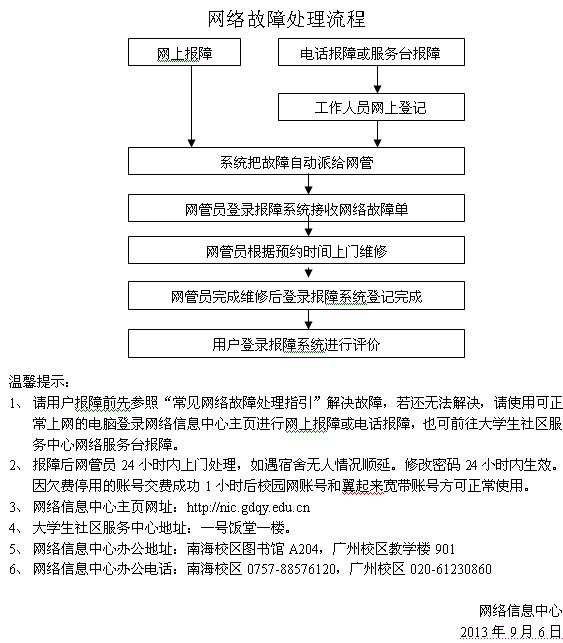 网络故障处理流程
网上报障
电话报障或服务台报障
工作人员网上登记
系统把故障自动派给网管
网管员登录报障系统接收网络故障单
网管员根据预约时间上门维修
网管员完成维修后登录报障系统登记完成
用户登录报障系统进行评价
温馨提示：
1、 请用户报障前先参照“常见网络故障处理指引”解决故障，若还无法解决，请使用可正
常上网的电脑登录网络信息中心主页进行网上报障或电话报障，也可前往大学生社区服
务中心网络服务台报障。
2、 报障后网管员 24 小时内上门处理，如遇宿舍无人情况顺延。修改密码 24 小时内生效。
因欠费停用的账号交费成功 1 小时后校园网账号和翼起来宽带账号方可正常使用。
3、 网络信息中心主页网址：http://nic.gdqy.edu.cn
4、 大学生社区服务中心地址：一号饭堂一楼。
5、 网络信息中心办公地址：南海校区图书馆 A204，广州校区教学楼 901
6、 网络信息中心办公电话：南海校区 0757-88576120，广州校区 020-61230860
网络信息中心
2013 年 9 月 6 日